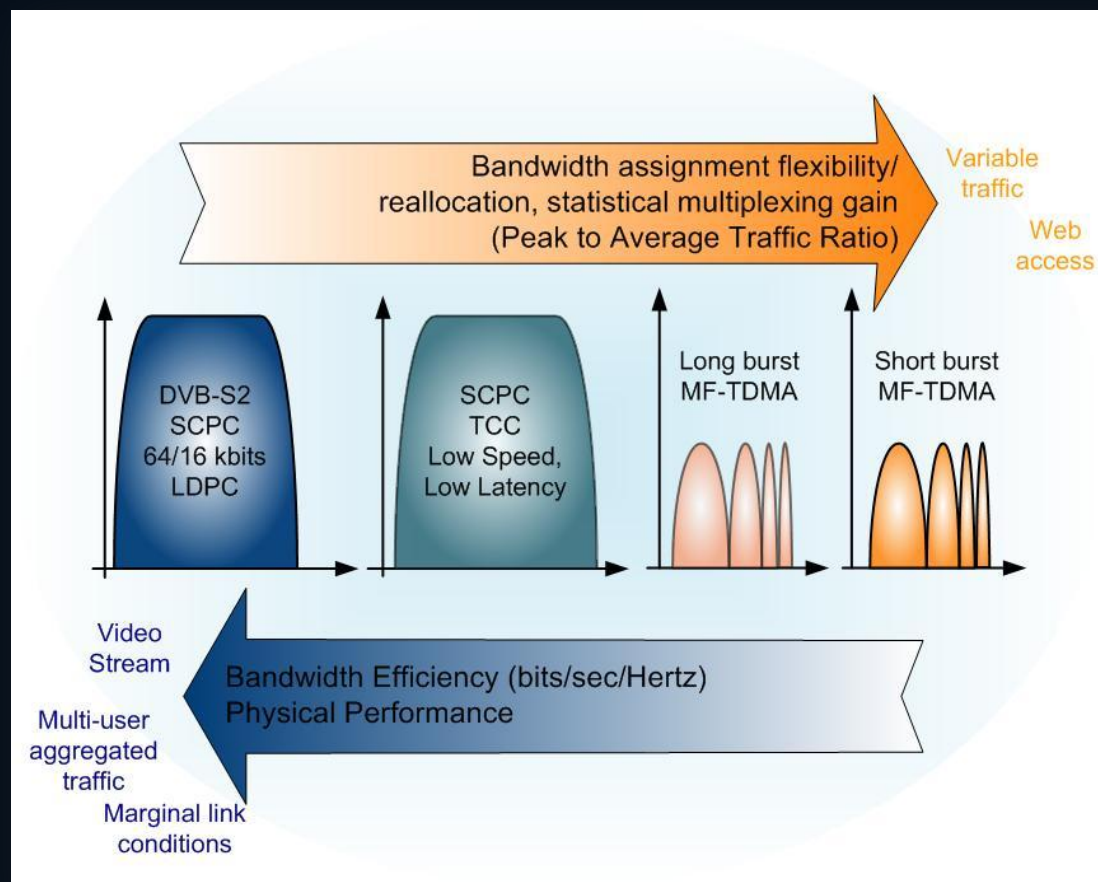 Bandwidth assignment flexibility/
reallocation, statistical multiplexing gain
(Peak to Average Traffic Ratio)
Variable
traffic
Web
access
DVB-S2
SCPC
64/16 kbits
LDPC
SCPC
TCC
Low Speed,
Low Latency
Long burst
MF-TDMA
Short burst
MF-TDMA
Video
Stream
Multi-user
aggregated
traffic
Marginal link
conditions
Bandwidth Efficiency (bits/sec/Hertz)
Physical Performance